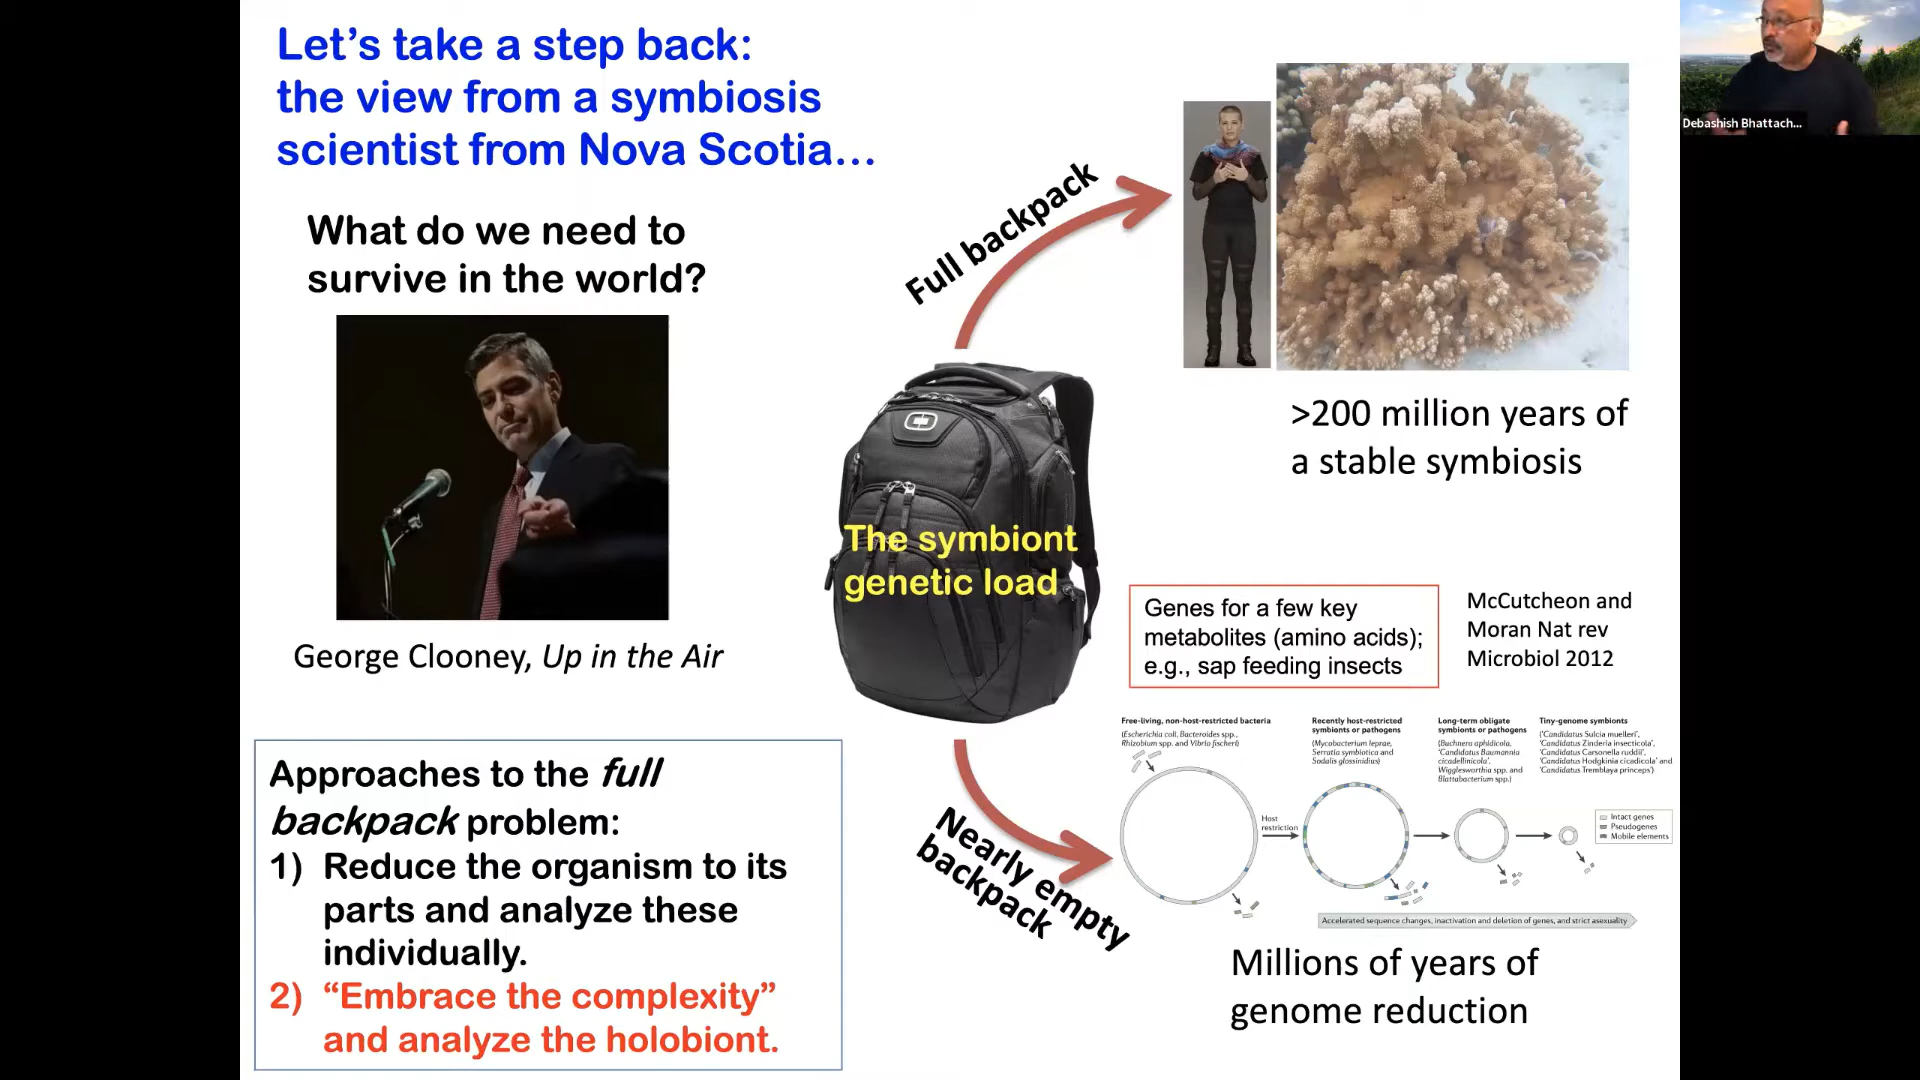 Let's take a step back:
the view from a symbiosis
scientist from Nova Scotia...
What do we need to
survive in the world?
George Clooney, Up in the Air
Approaches to the full
backpack problem:
1) Reduce the organism to its
parts and analyze these
individually.
2) "Embrace the complexity"
and analyze the holobiont.
Full backpack
The symbiont
genetic load
Nearly empty
backpack
>200 million years of
a stable symbiosis
Genes for a few key
metabolites (amino acids);
e.g., sap feeding insects
McCutcheon and
Moran Nat rev
Microbiol 2012
Free-living, non-host-restricted bacteria
(Escherichia coli, Bacteroides spp.,
Rhizobium spp. and Vibrio fischeri)
Host
restriction
Recently host-restricted
symbionts or pathogens
(Mycobacterium leprae,
Serratia symbiotica and
Sodalis glossinidius)
Long-term obligate
symbionts or pathogens
(Buchnera aphidicola,
'Candidatus Baumannia
cicadellinicola',
Wigglesworthia spp. and
Blattabacterium spp.)
Tiny-genome symbionts
('Candidatus Sulcia muelleri',
'Candidatus Zinderia insecticola',
'Candidatus Carsonella ruddii',
'Candidatus Hodgkinia cicadicola' and
'Candidatus Tremblaya princeps')
Intact genes
Pseudogenes
Mobile elements
Accelerated sequence changes, inactivation and deletion of genes, and strict asexuality
Millions of years of
genome reduction
Debashish Bhattach...